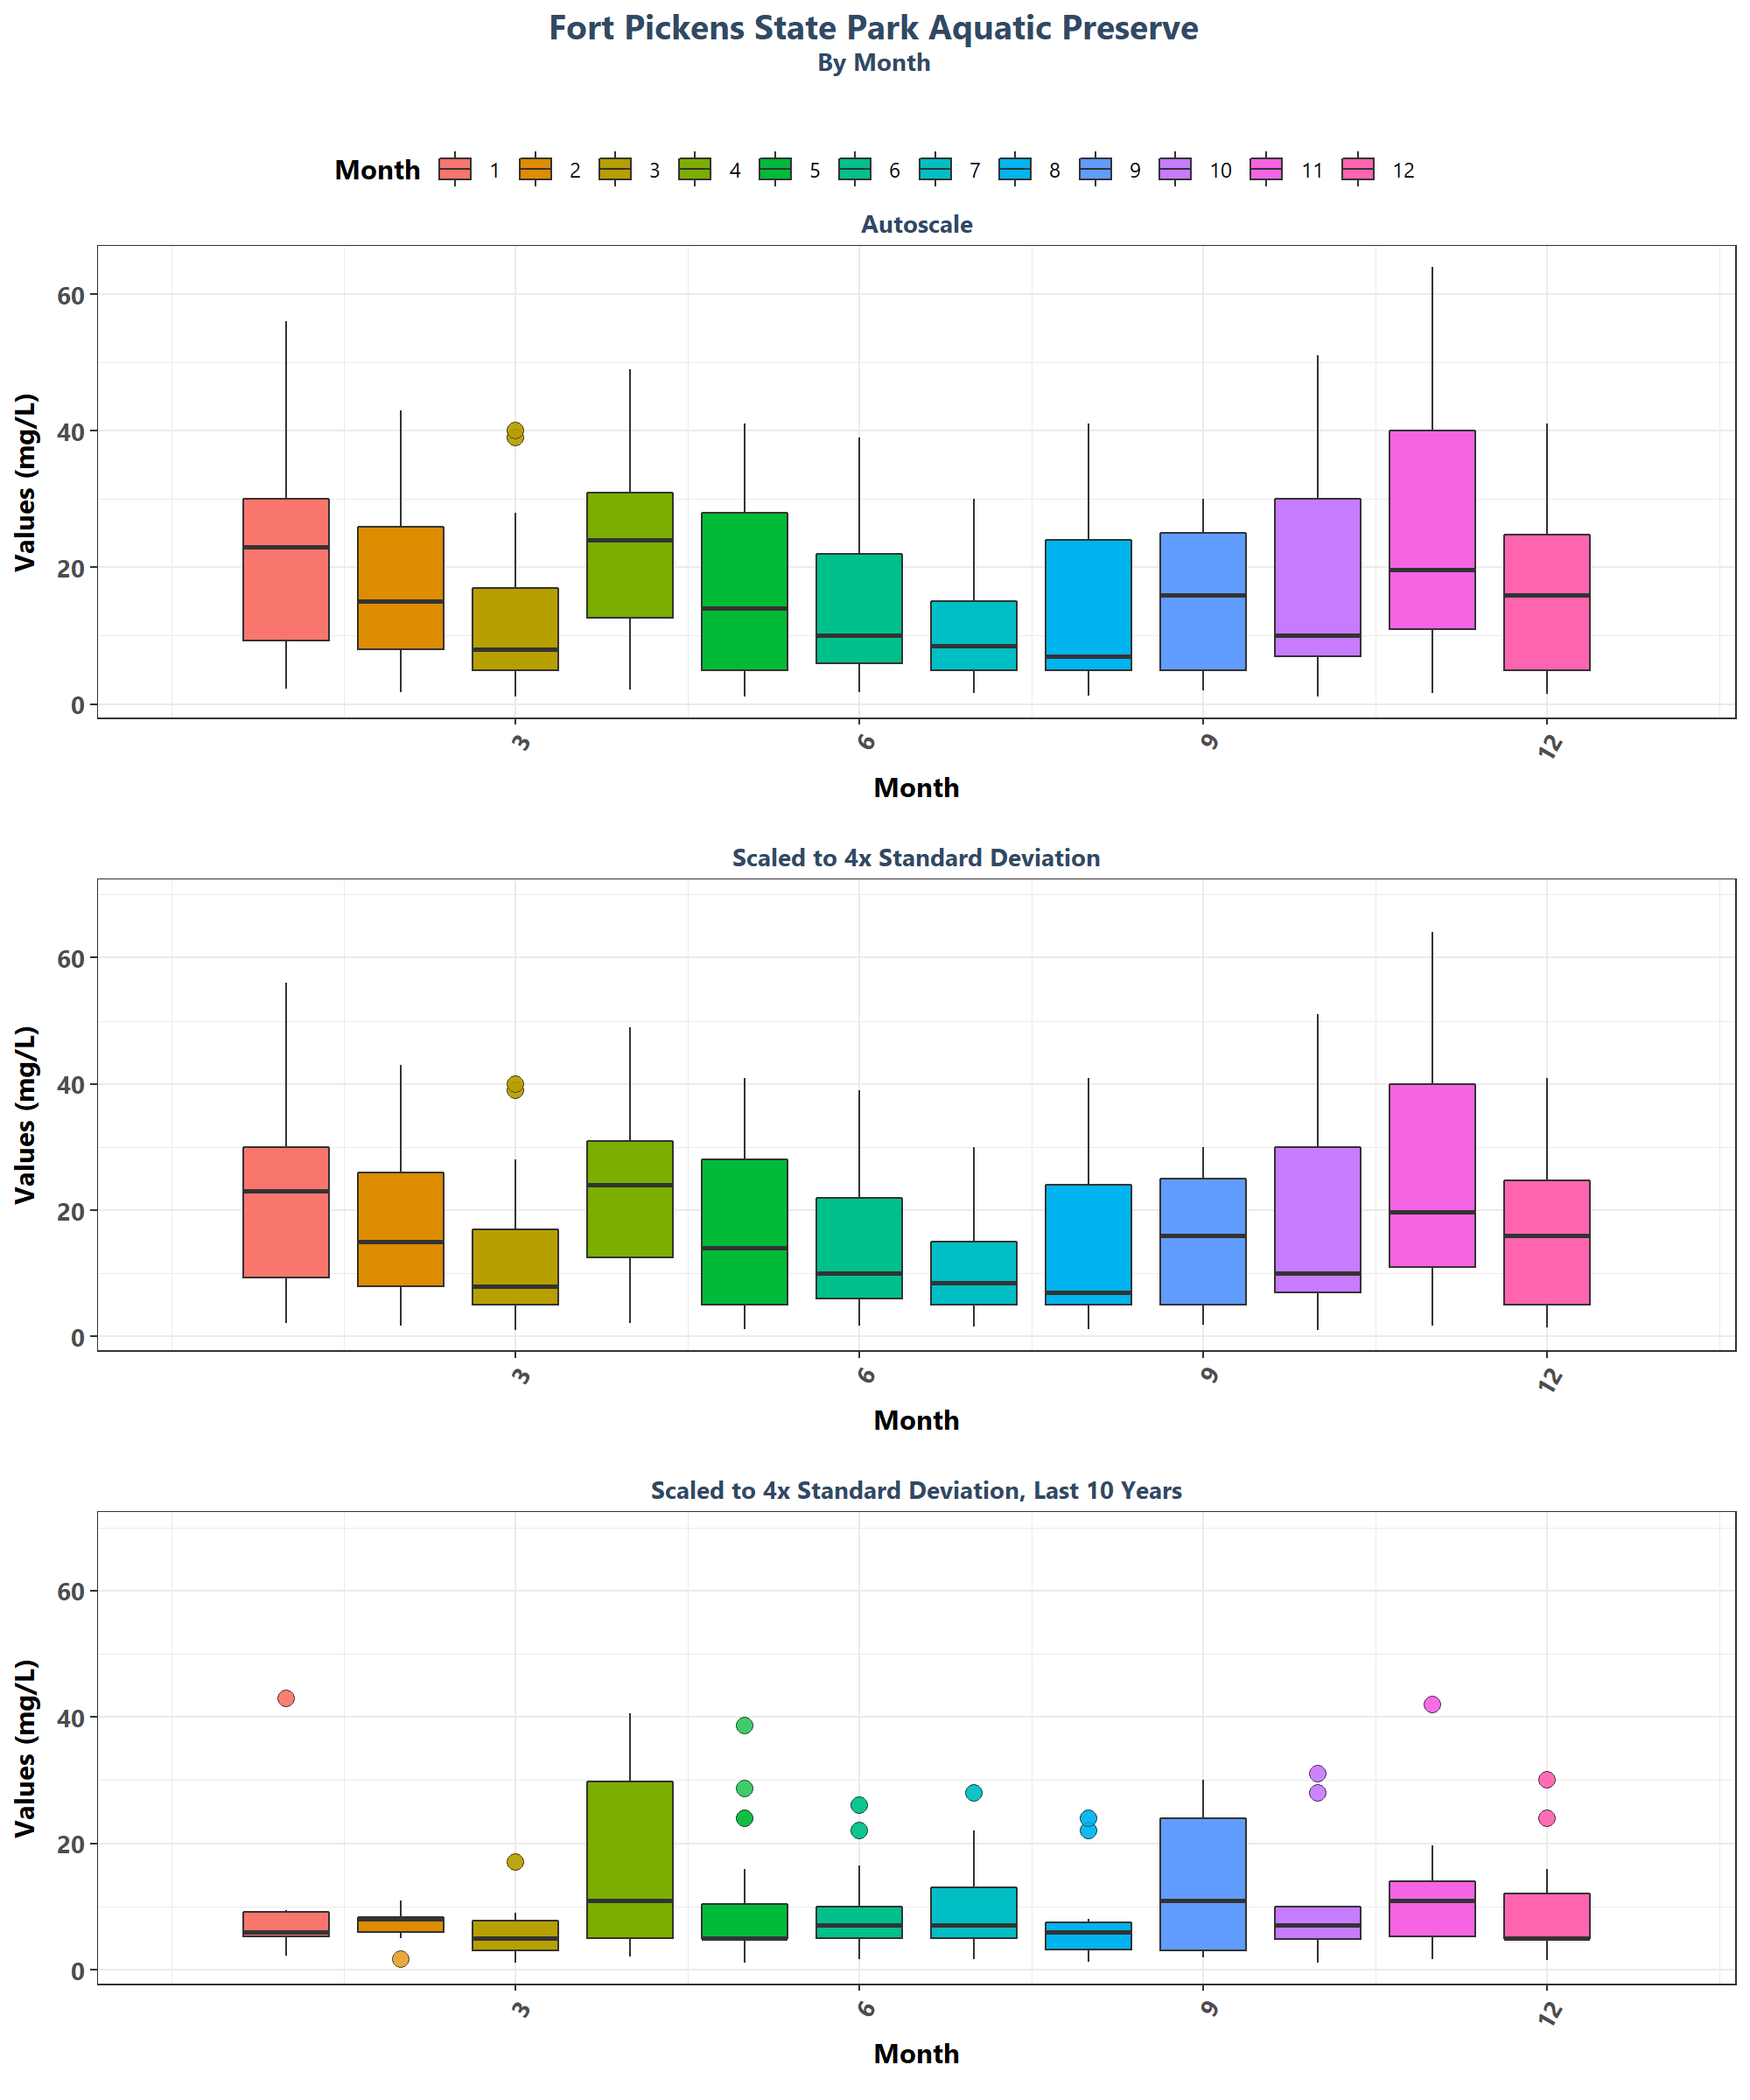 Fort Pickens State Park Aquatic Preserve
By Month
Month 1 2 3 4 5 6 7 8 9 10 11 12
Autoscale
Values (mg/L)
60
40
20
0
3 6 9 12
Month
Scaled to 4x Standard Deviation
Values (mg/L)
60
40
20
0
3 6 9 12
Month
Scaled to 4x Standard Deviation, Last 10 Years
Values (mg/L)
60
40
20
0
3 6 9 12
Month